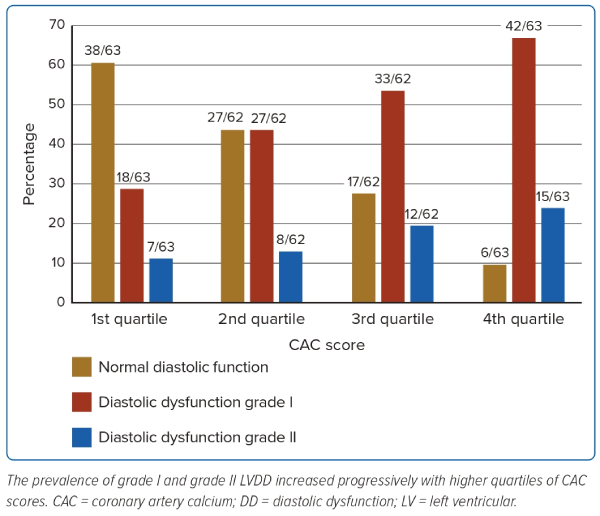 70
60
50
40
30
20
10
0
Percentage
38/63
18/63
7/63
27/62 27/62
8/62
17/62
33/62
12/62
6/63
42/63
15/63
1st quartile 2nd quartile 3rd quartile 4th quartile
CAC score
Normal diastolic function
Diastolic dysfunction grade I
Diastolic dysfunction grade II
The prevalence of grade I and grade II LVDD increased progressively with higher quartiles of CAC
scores. CAC = coronary artery calcium; DD = diastolic dysfunction; LV = left ventricular.